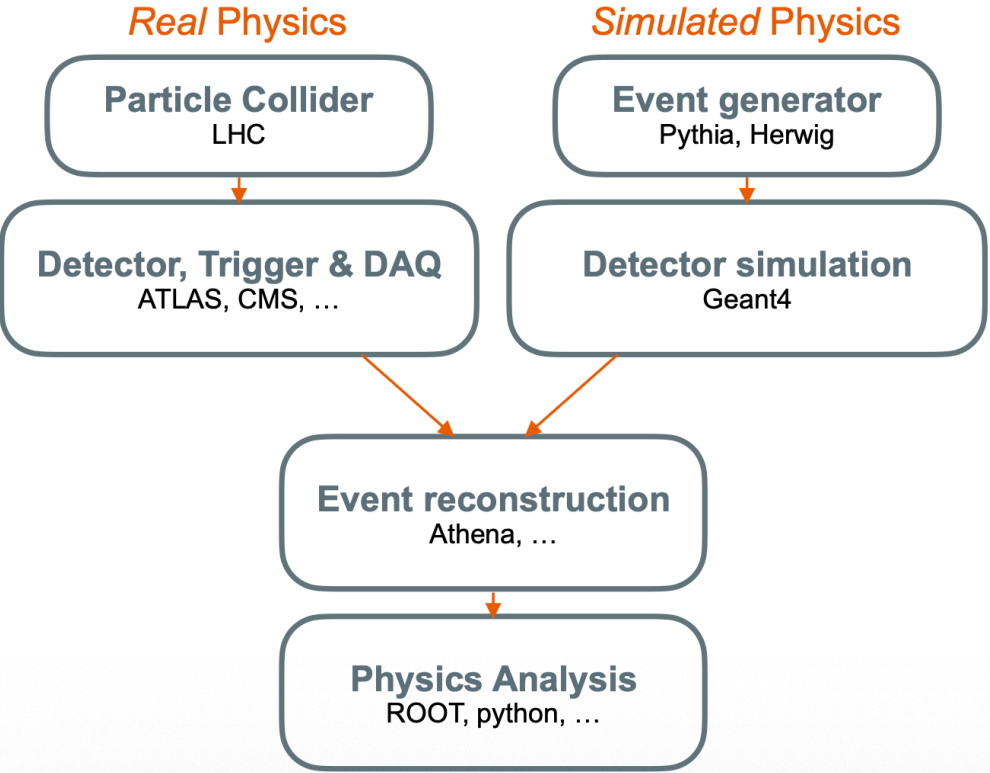 Real Physics
Simulated Physics
Particle Collider
LHC
Event generator
Pythia, Herwig
Detector, Trigger & DAQ
ATLAS, CMS, …
Detector simulation
Geant4
Event reconstruction
Athena, …
Physics Analysis
ROOT, python, …